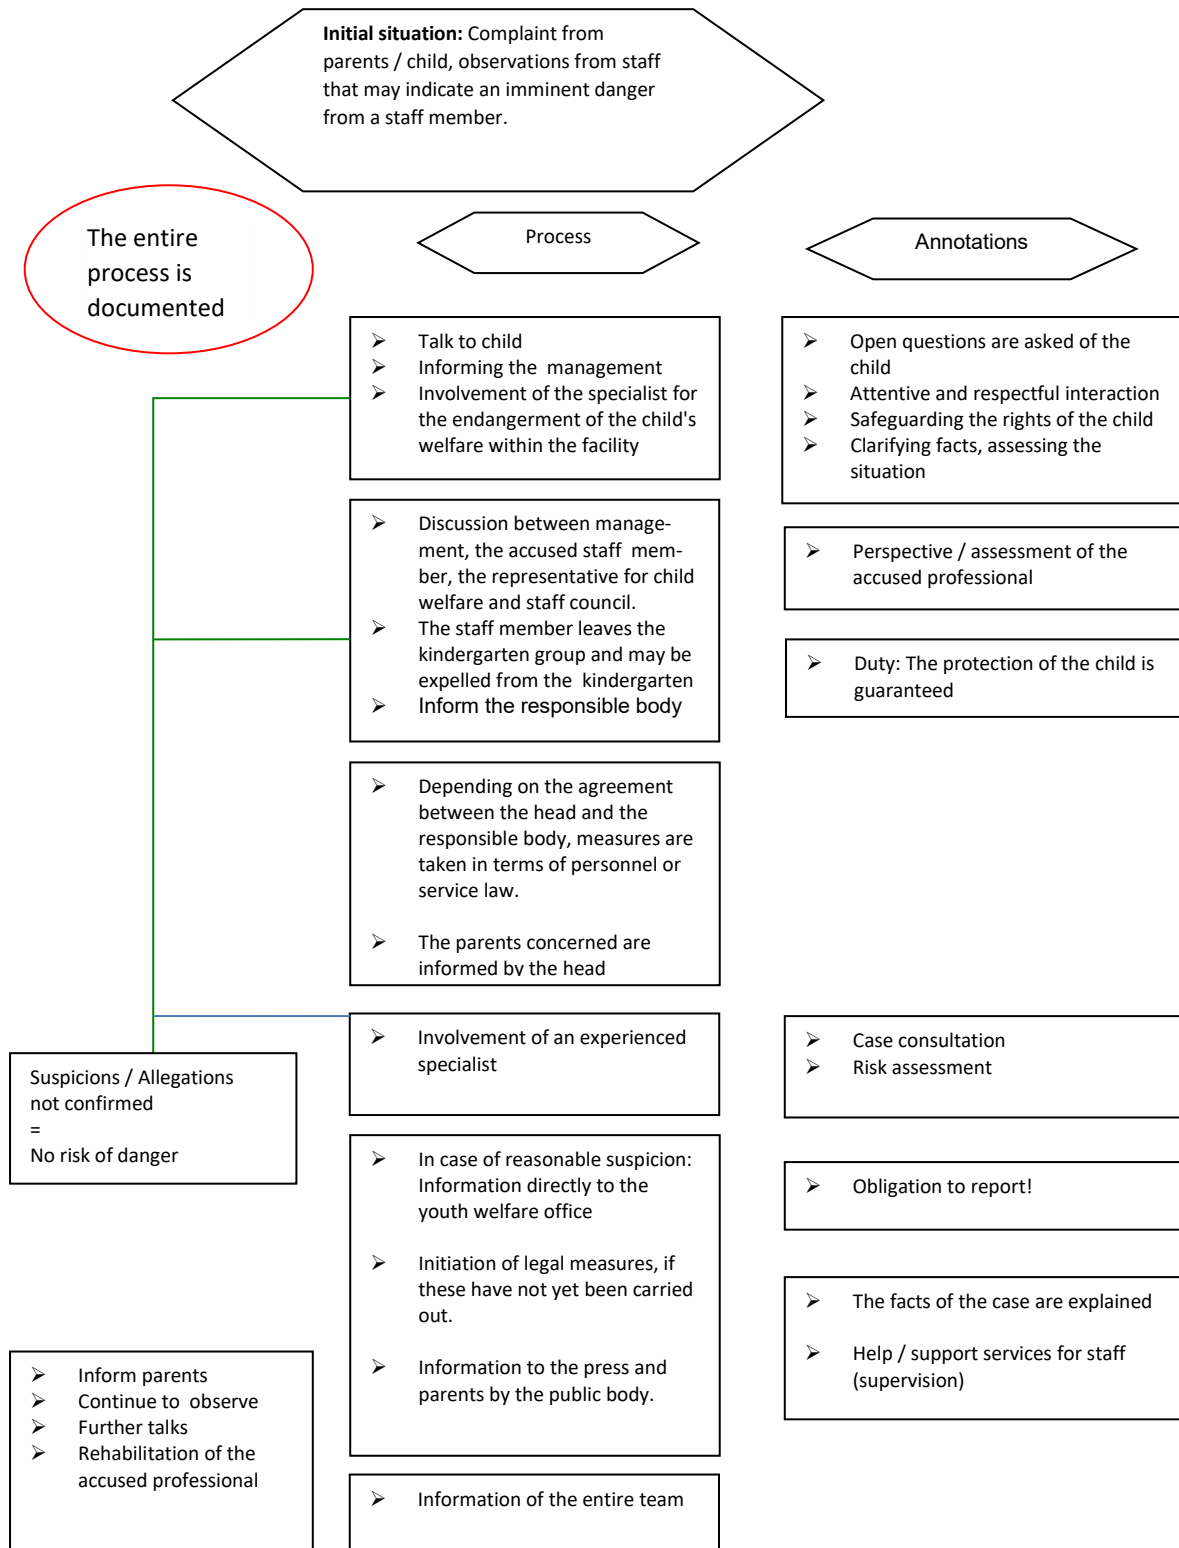 Initial situation: Complaint from
parents / child, observations from staff
that may indicate an imminent danger
from a staff member.
The entire
process is
documented
Process
Annotations
➢ Talk to child
➢ Informing the management
➢ Involvement of the specialist for
the endangerment of the child's
welfare within the facility
➢ Open questions are asked of the
child
➢ Attentive and respectful interaction
➢ Safeguarding the rights of the child
➢ Clarifying facts, assessing the
situation
➢ Discussion between manage-
ment, the accused staff mem-
ber, the representative for child
welfare and staff council.
➢ The staff member leaves the
kindergarten group and may be
expelled from the kindergarten
➢ Inform the responsible body
➢ Perspective / assessment of the
accused professional
➢ Duty: The protection of the child is
guaranteed
➢ Depending on the agreement
between the head and the
responsible body, measures are
taken in terms of personnel or
service law.
➢ The parents concerned are
informed by the head
➢ Involvement of an experienced
specialist
➢ Case consultation
➢ Risk assessment
Suspicions / Allegations
not confirmed
=
No risk of danger
➢ In case of reasonable suspicion:
Information directly to the
youth welfare office
➢ Initiation of legal measures, if
these have not yet been carried
out.
➢ Information to the press and
parents by the public body.
➢ Obligation to report!
➢ The facts of the case are explained
➢ Help / support services for staff
(supervision)
➢ Inform parents
➢ Continue to observe
➢ Further talks
➢ Rehabilitation of the
accused professional
➢ Information of the entire team